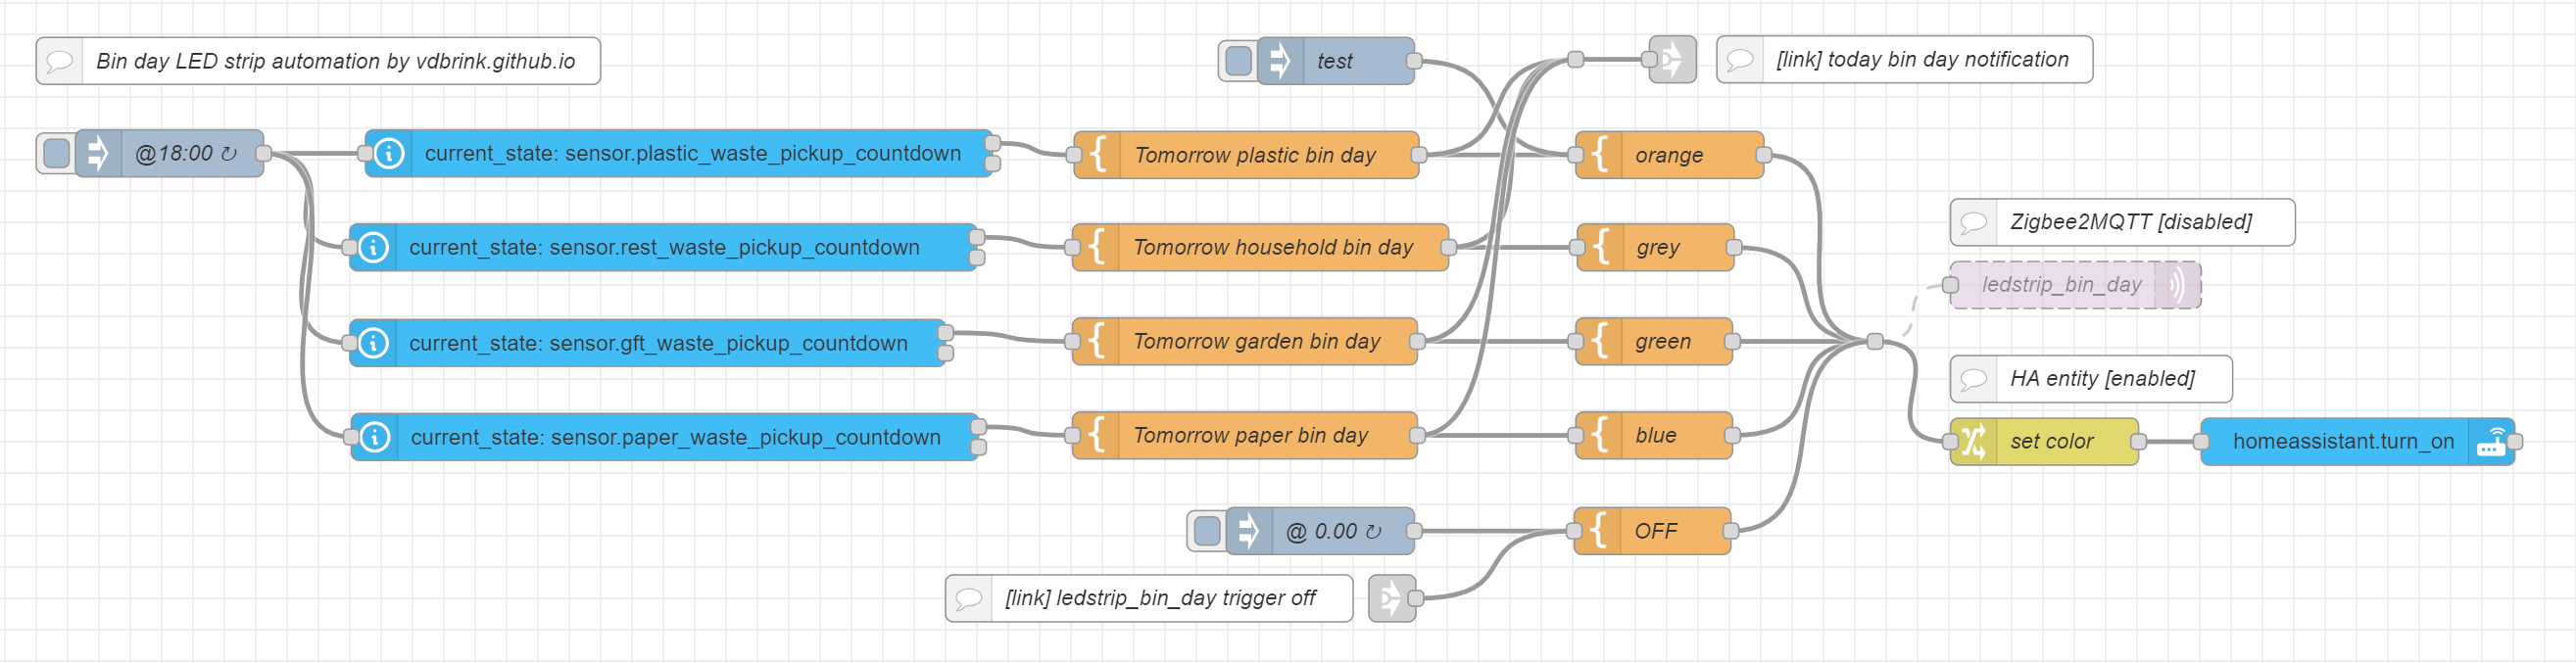 Bin day LED strip automation by vdbrink.github.io
test
[link] today bin day notification
@18:00 ↻
current_state: sensor.plastic_waste_pickup_countdown
Tomorrow plastic bin day
orange
Zigbee2MQTT [disabled]
current_state: sensor.rest_waste_pickup_countdown
Tomorrow household bin day
grey
ledstrip_bin_day
current_state: sensor.gft_waste_pickup_countdown
Tomorrow garden bin day
green
HA entity [enabled]
current_state: sensor.paper_waste_pickup_countdown
Tomorrow paper bin day
blue
set color
homeassistant.turn_on
@ 0.00 ↻
OFF
[link] ledstrip_bin_day trigger off